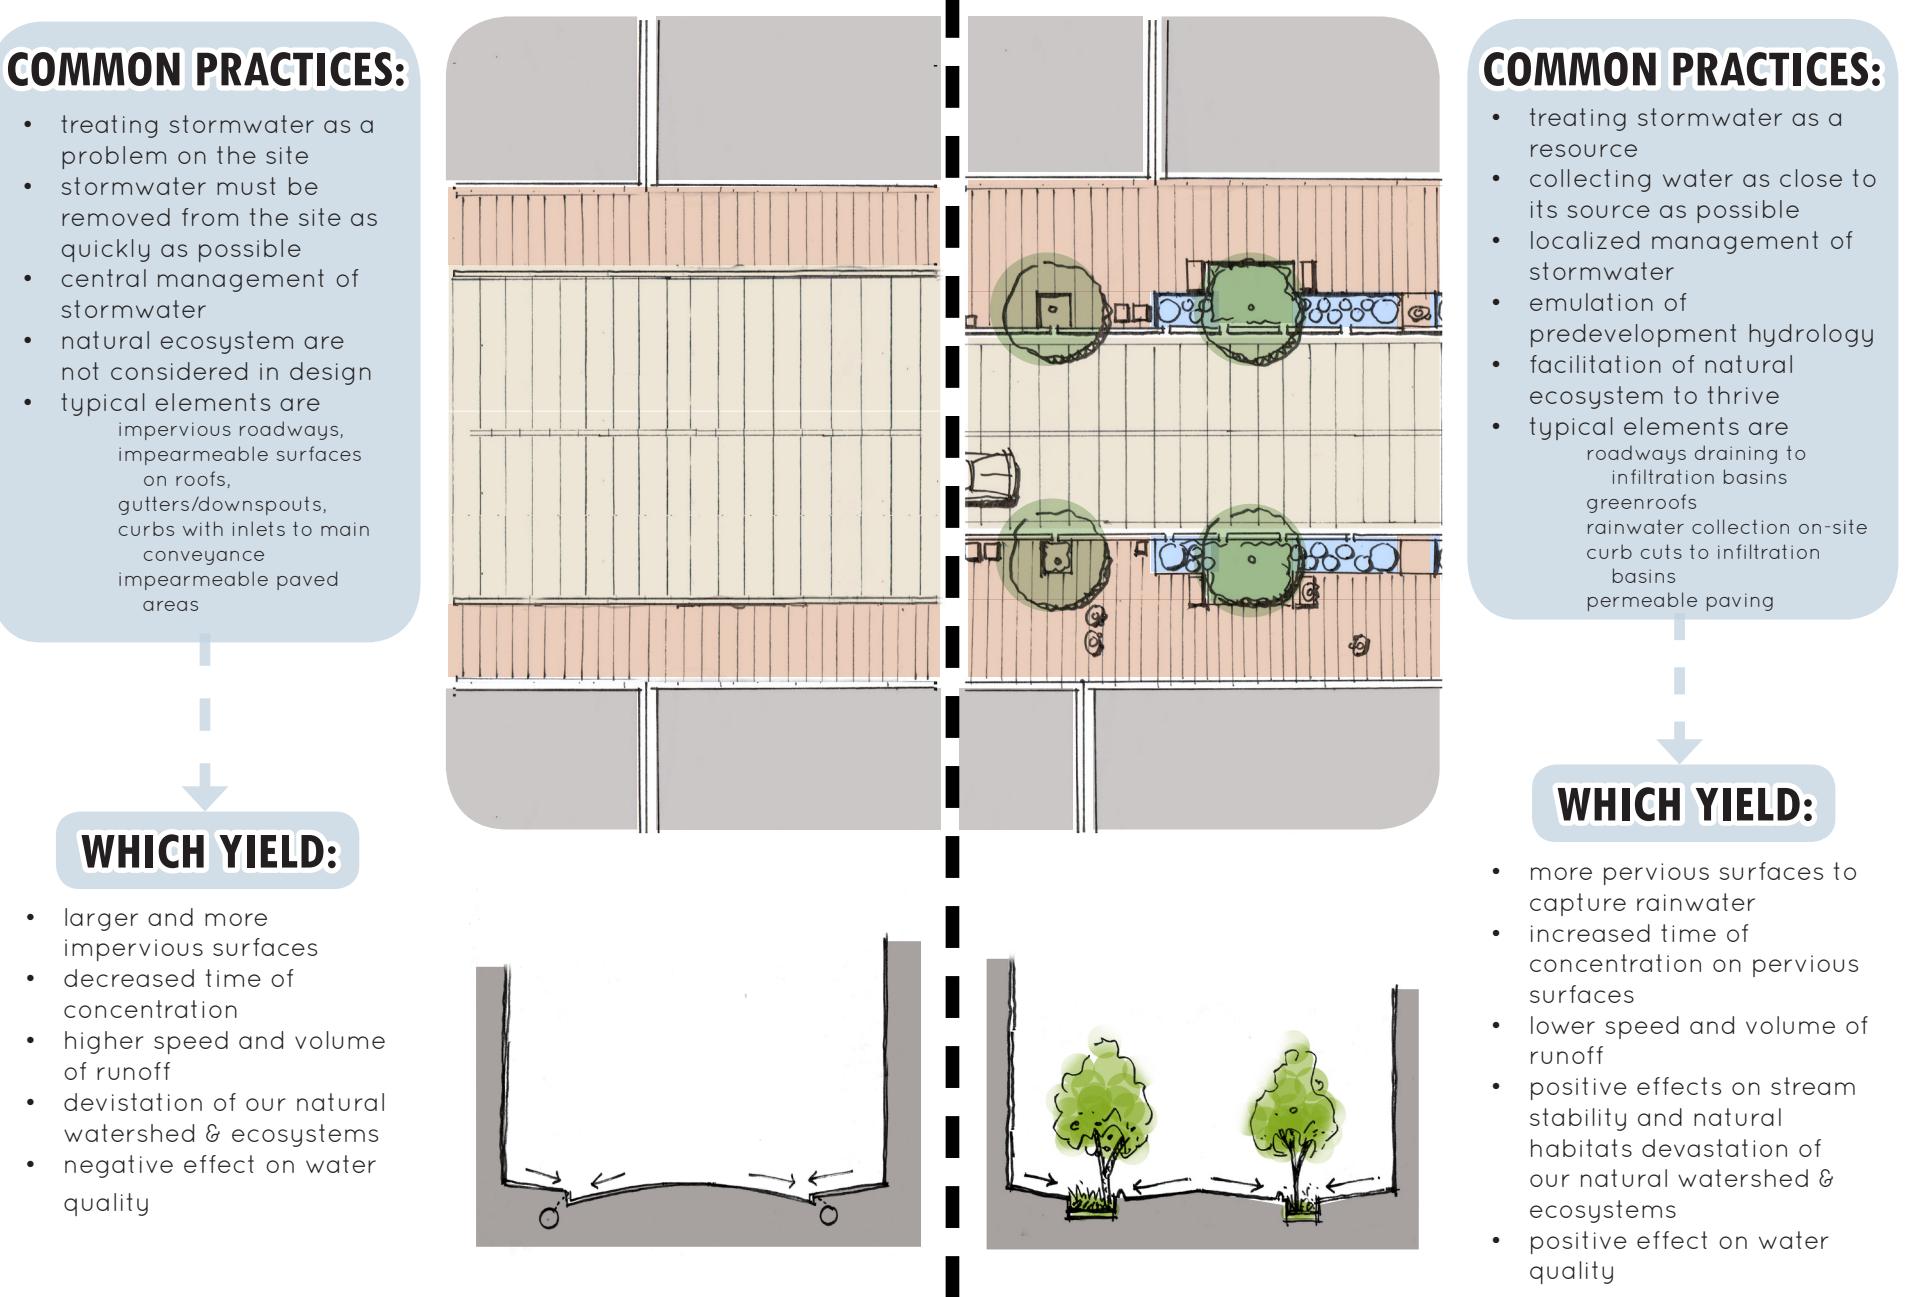 COMMON PRACTICES:
• treating stormwater as a
problem on the site
• stormwater must be
removed from the site as
quickly as possible
• central management of
stormwater
• natural ecosystem are
not considered in design
• typical elements are
impervious roadways,
impearmeable surfaces
on roofs,
gutters/downspouts,
curbs with inlets to main
conveyance
impearmeable paved
areas
WHICH YIELD:
• larger and more
impervious surfaces
• decreased time of
concentration
• higher speed and volume
of runoff
• devistation of our natural
watershed & ecosystems
• negative effect on water
quality
COMMON PRACTICES:
• treating stormwater as a
resource
• collecting water as close to
its source as possible
• localized management of
stormwater
• emulation of
predevelopment hydrology
• facilitation of natural
ecosystem to thrive
• typical elements are
roadways draining to
infiltration basins
greenroofs
rainwater collection on-site
curb cuts to infiltration
basins
permeable paving
WHICH YIELD:
• more pervious surfaces to
capture rainwater
• increased time of
concentration on pervious
surfaces
• lower speed and volume of
runoff
• positive effects on stream
stability and natural
habitats devastation of
our natural watershed &
ecosystems
• positive effect on water
quality